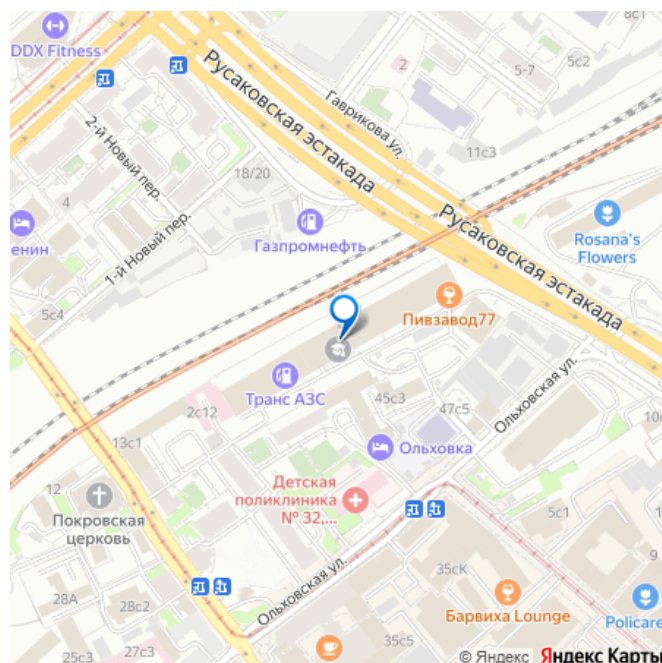 8с1
DDX Fitness
2
5-7
5с2
Русаковская эстакада
Гаврикова ул.
2-й Новый пер.
11с3
18/20
4
енин
1-й Новый пер.
Газпромнефть
Русаковская эстакада
Rosana's
Flowers
5с4
Пивзавод77
Транс АЗС
45с3
2с12
47с5
Ольховская ул.
10с
13с1
Ольховка
12
Детская
поликлиника
№ 32,...
Покровская
церковь
5с1
9
28А
28с2
Ольховская ул.
35сК
Барвиха Lounge
Policare
25с3
27с3
35с5
© Яндекс Яндекс Карты